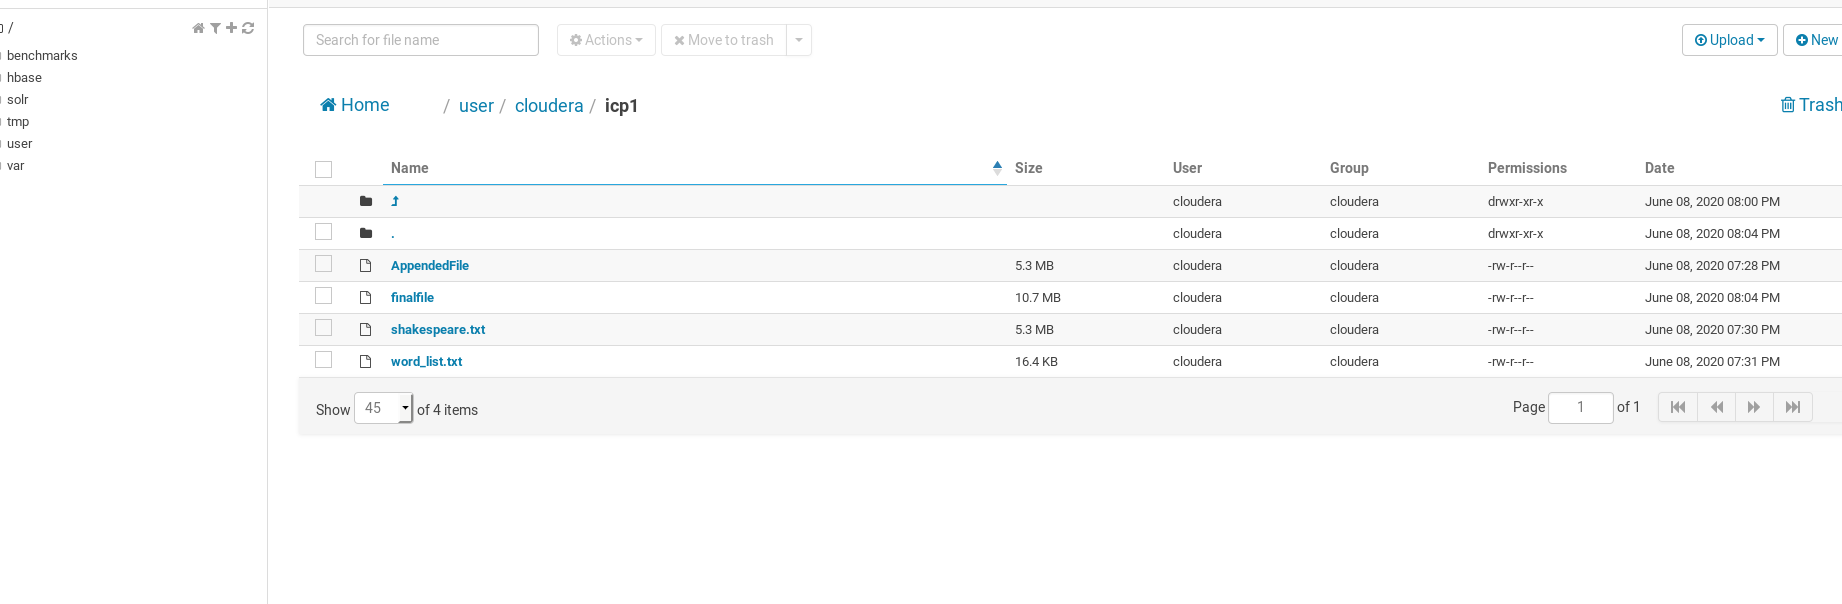 /
benchmarks
hbase
solr
tmp
user
var
Search for file name Actions Move to trash Upload New
Home / user / cloudera / icp1 Trash
Name Size User Group Permissions Date
cloudera cloudera drwxr-xr-x June 08, 2020 08:00 PM
. cloudera cloudera drwxr-xr-x June 08, 2020 08:04 PM
AppendedFile 5.3 MB cloudera cloudera -rw-r--r-- June 08, 2020 07:28 PM
finalfile 10.7 MB cloudera cloudera -rw-r--r-- June 08, 2020 08:04 PM
shakespeare.txt 5.3 MB cloudera cloudera -rw-r--r-- June 08, 2020 07:30 PM
word_list.txt 16.4 KB cloudera cloudera -rw-r--r-- June 08, 2020 07:31 PM
Show 45 of 4 items Page 1 of 1